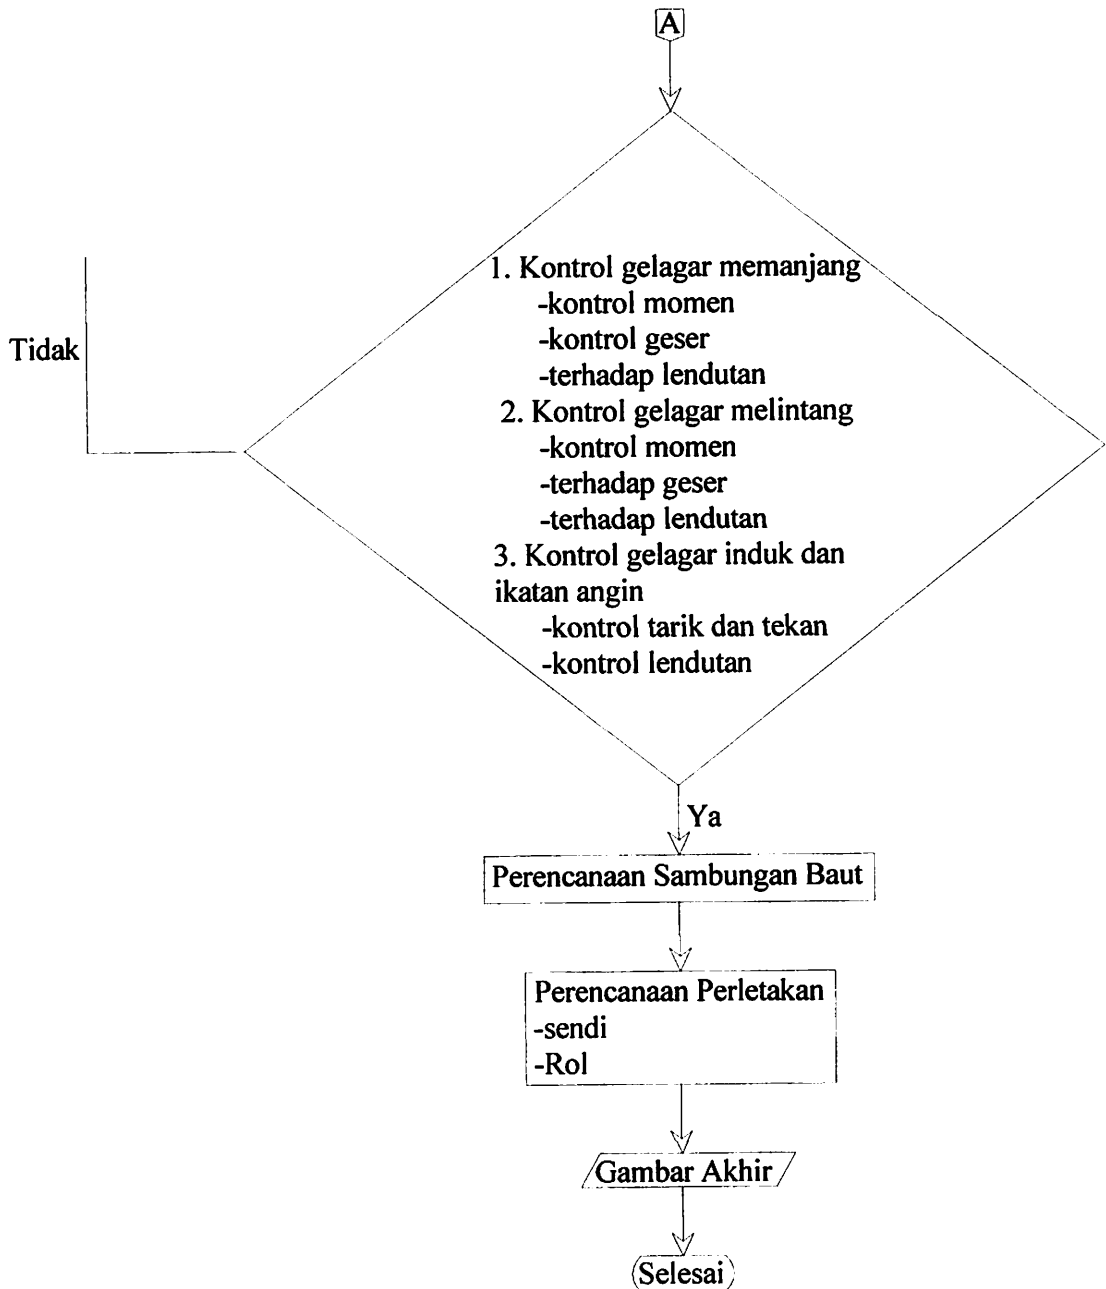 A
1. Kontrol gelagar memanjang
-kontrol momen
-kontrol geser
Tidak
-terhadap lendutan
2. Kontrol gelagar melintang
-kontrol momen
-terhadap geser
-terhadap lendutan
3. Kontrol gelagar induk dan
ikatan angin
-kontrol tarik dan tekan
-kontrol lendutan
Ya
Perencanaan Sambungan Baut
Perencanaan Perletakan
-sendi
-Rol
Gambar Akhir
Selesai